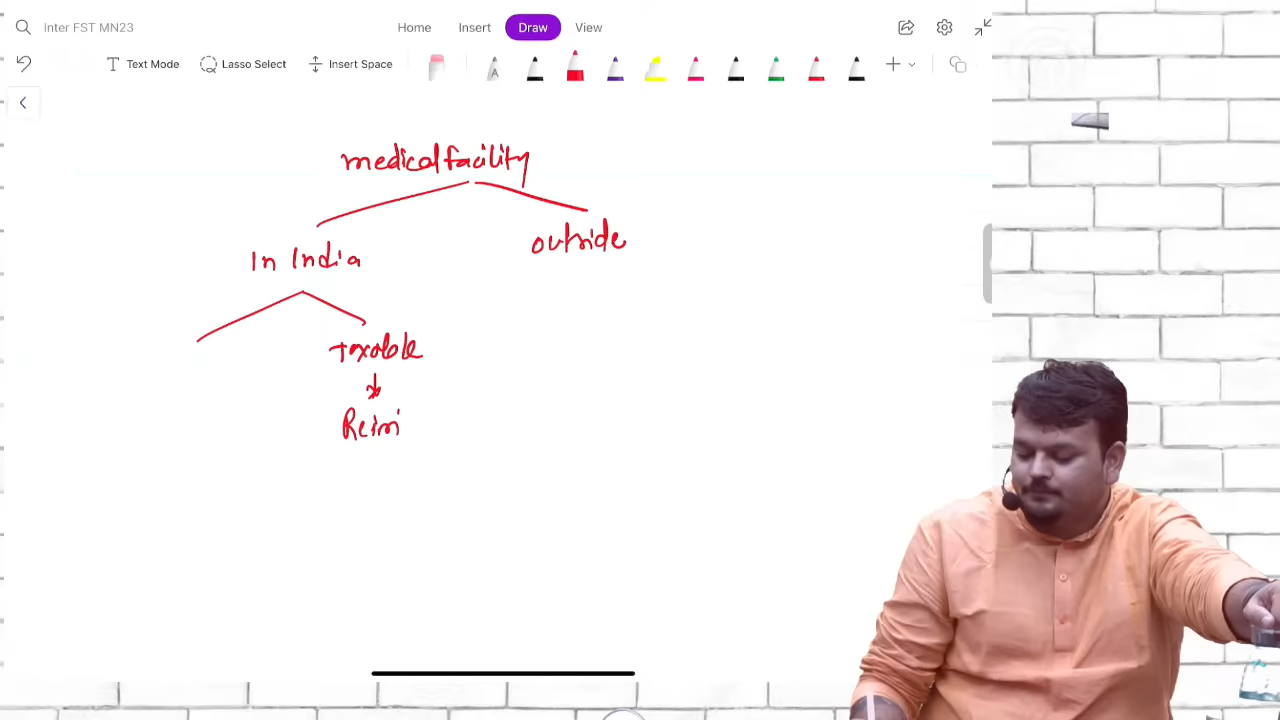 Inter FST MN23
Home Insert Draw View
Text Mode Lasso Select Insert Space
A
medical facility
In India
outside
Taxable
Reim